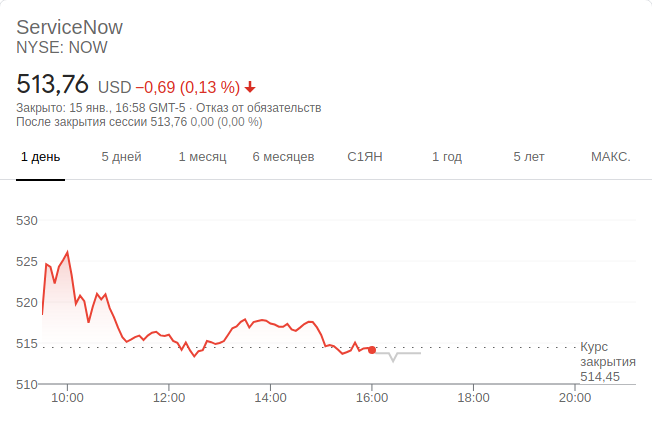 ServiceNow
NYSE: NOW
513,76 USD −0,69 (0,13 %)
Закрыто: 15 янв., 16:58 GMT-5 · Отказ от обязательств
После закрытия сессии 513,76 0,00 (0,00 %)
1 день 5 дней 1 месяц 6 месяцев С1ЯН 1 год 5 лет МАКС.
530
525
520
515
510
Курс
закрытия
514,45
10:00 12:00 14:00 16:00 18:00 20:00